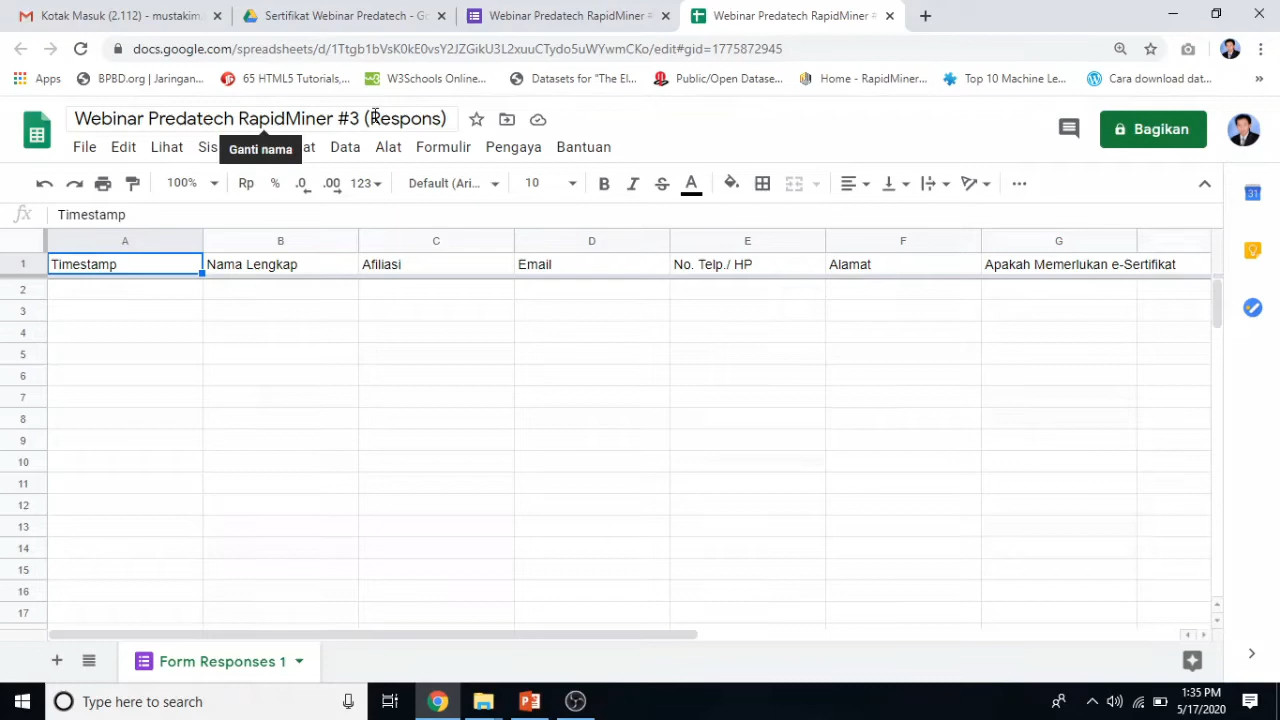 Kotak Masuk (2.112) - mustakim
Sertifikat Webinar Predatech - G
Webinar Predatech RapidMiner #
Webinar Predatech RapidMiner #
docs.google.com/spreadsheets/d/1Ttgb1bVsK0kE0vsY2JZGikU3L2xuuCTydo5uWYwmCKo/edit#gid=1775872945
Apps
BPBD.org | Jaringan...
65 HTML5 Tutorials,...
W3Schools Online...
Datasets for "The El...
Public/Open Datase...
Home - RapidMiner...
Top 10 Machine Le...
Cara download dat...
»
Webinar Predatech RapidMiner #3 (Respons)
Ganti nama
File Edit Lihat Sis at Data Alat Formulir Pengaya Bantuan
Bagikan
100% Rp % .0 .00 123 Default (Ari... 10 B I S A
fx Timestamp
A B C D E F G
1 Timestamp Nama Lengkap Afiliasi Email No. Telp./ HP Alamat Apakah Memerlukan e-Sertifikat
2
3
4
5
6
7
8
9
10
11
12
13
14
15
16
17
31
Form Responses 1
Type here to search
1:35 PM
5/17/2020